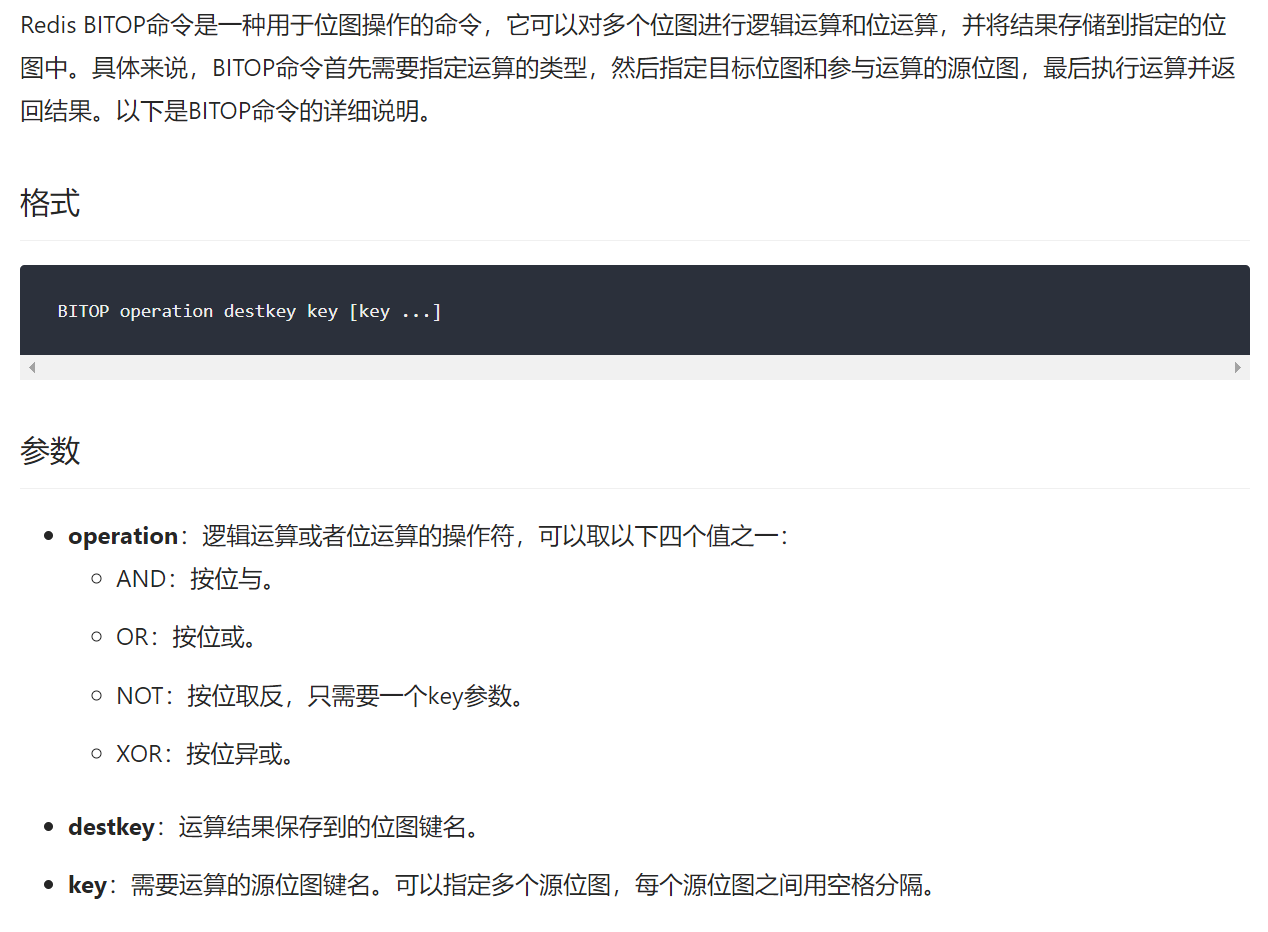 Redis BITOP命令是一种用于位图操作的命令，它可以对多个位图进行逻辑运算和位运算，并将结果存储到指定的位
图中。具体来说，BITOP命令首先需要指定运算的类型，然后指定目标位图和参与运算的源位图，最后执行运算并返
回结果。以下是BITOP命令的详细说明。
格式
BITOP operation destkey key [key ...]
参数
operation：逻辑运算或者位运算的操作符，可以取以下四个值之一：
AND：按位与。
OR：按位或。
NOT：按位取反，只需要一个key参数。
XOR：按位异或。
destkey：运算结果保存到的位图键名。
key：需要运算的源位图键名。可以指定多个源位图，每个源位图之间用空格分隔。